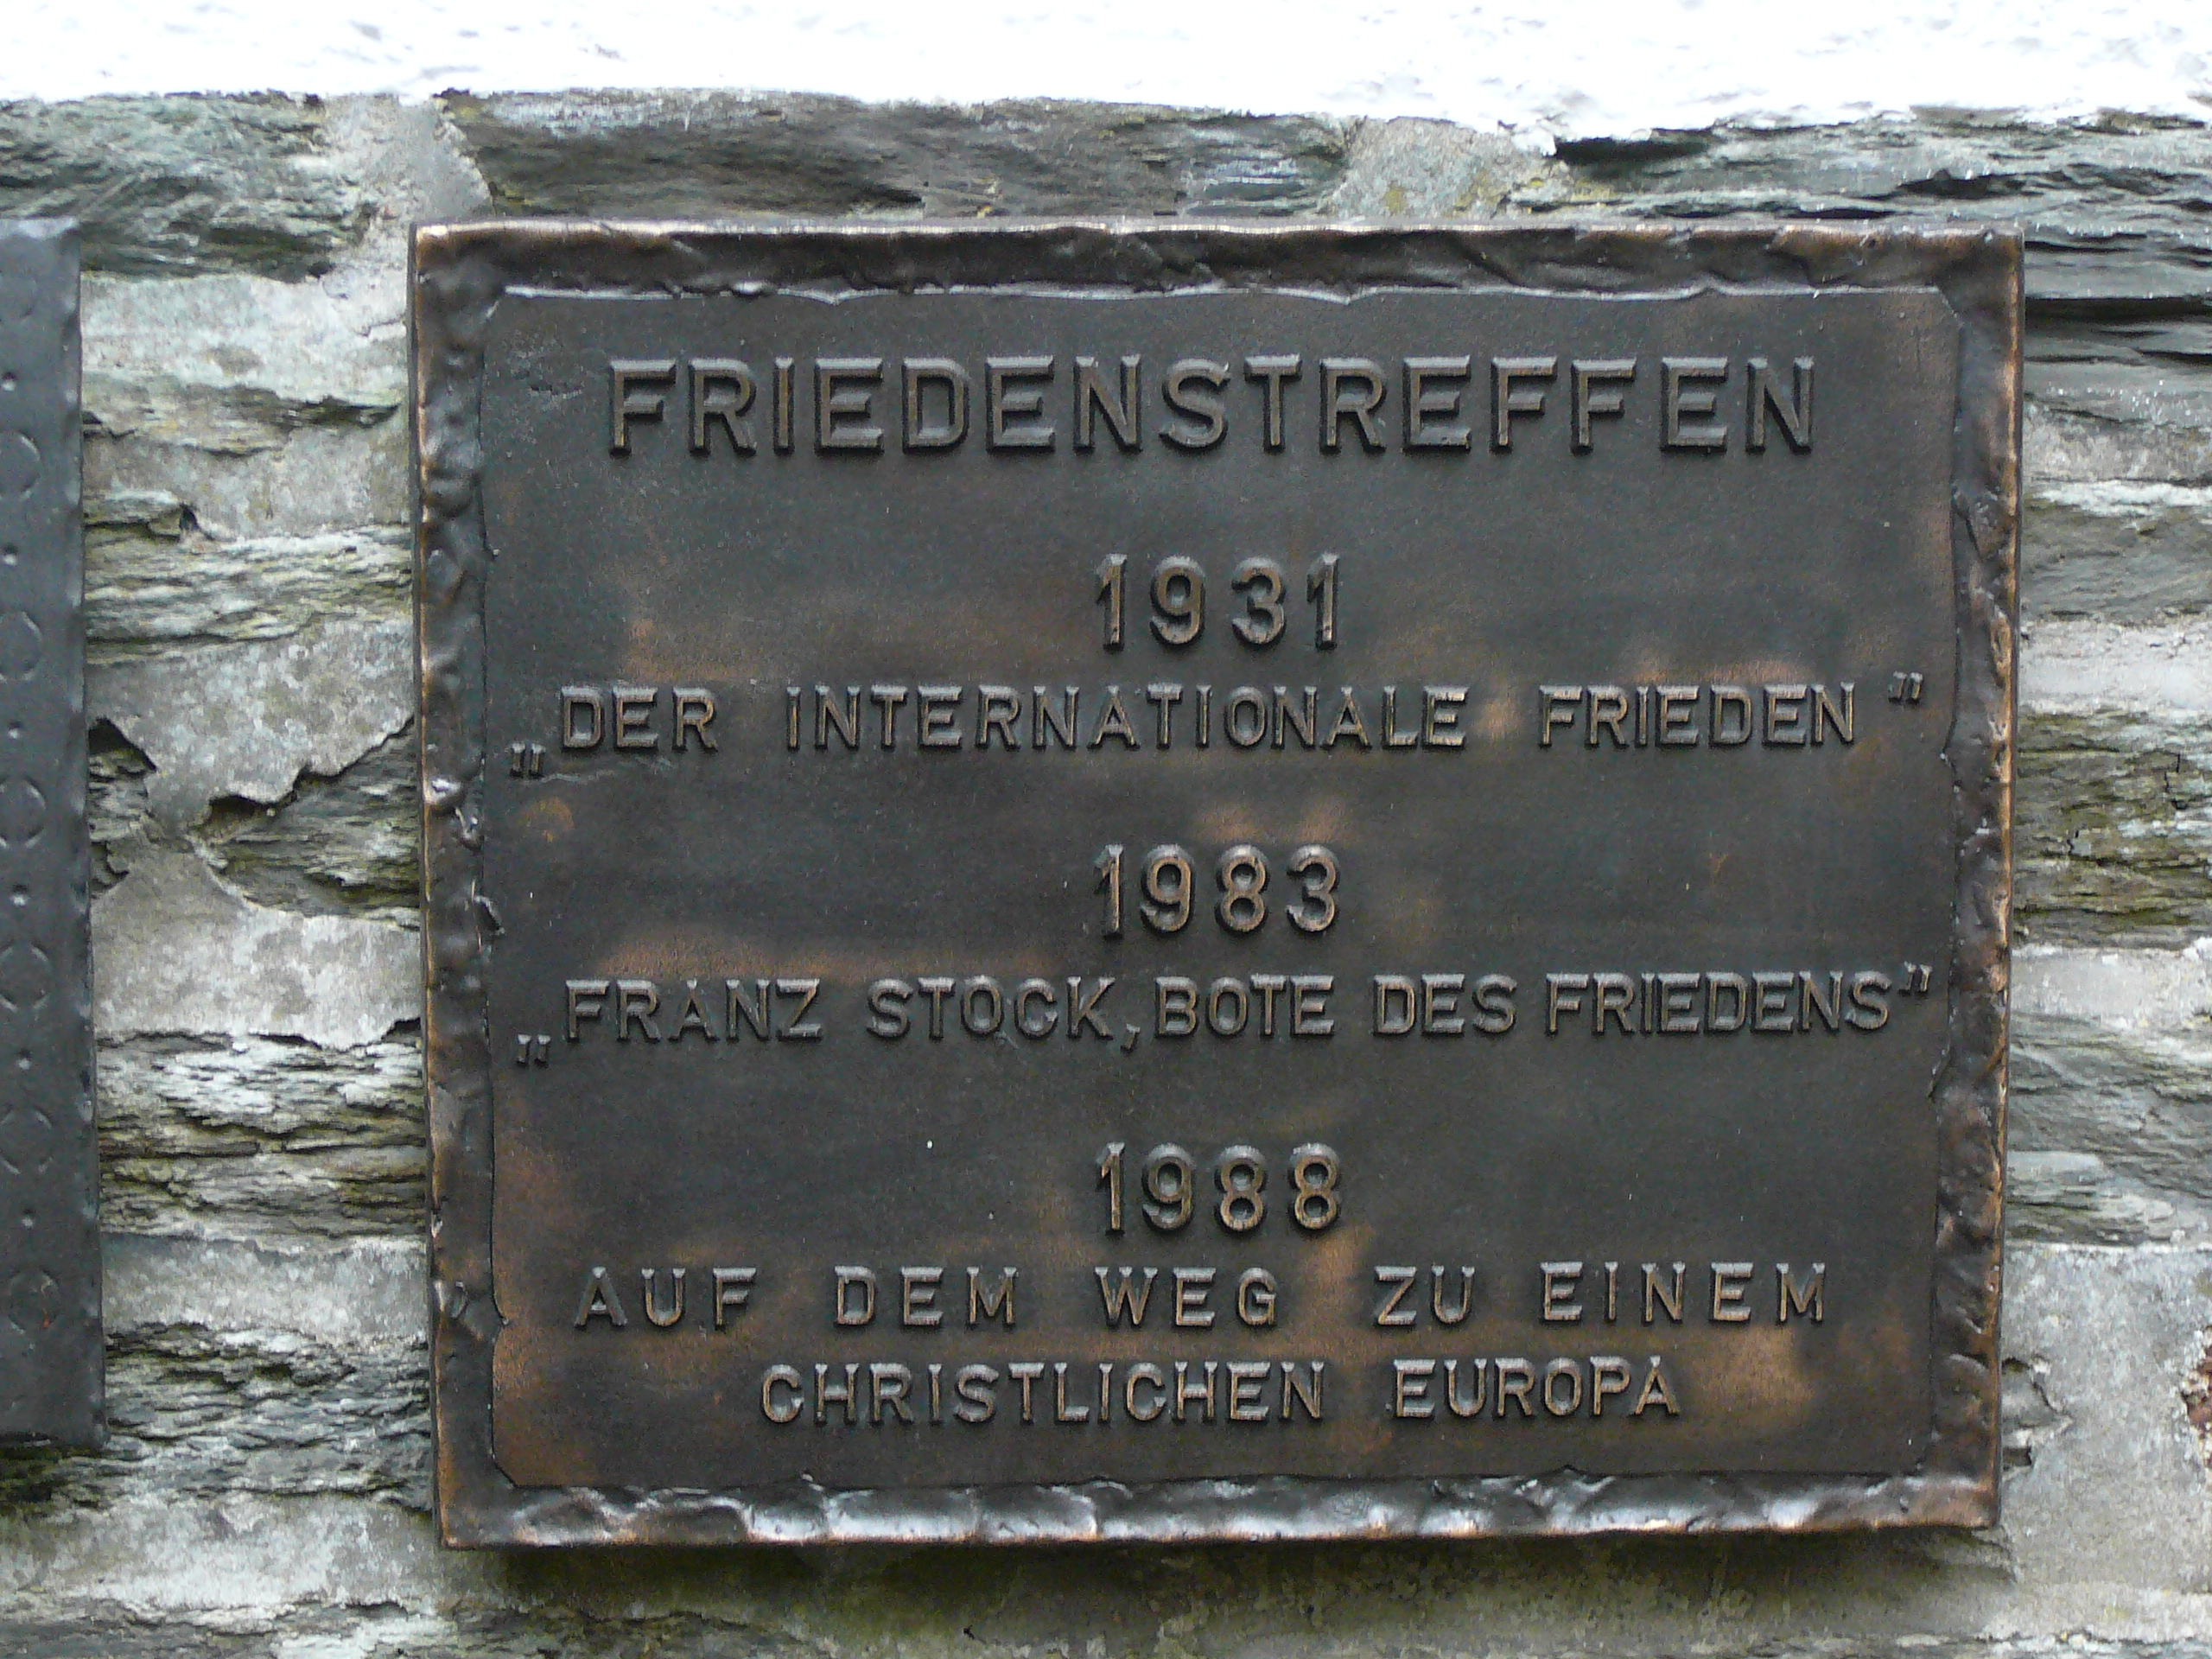 FRIEDENSTREFFEN
1931
„DER INTERNATIONALE FRIEDEN"
1983
„FRANZ STOCK, BOTE DES FRIEDENS"
1988
AUF DEM WEG ZU EINEM
CHRISTLICHEN EUROPA